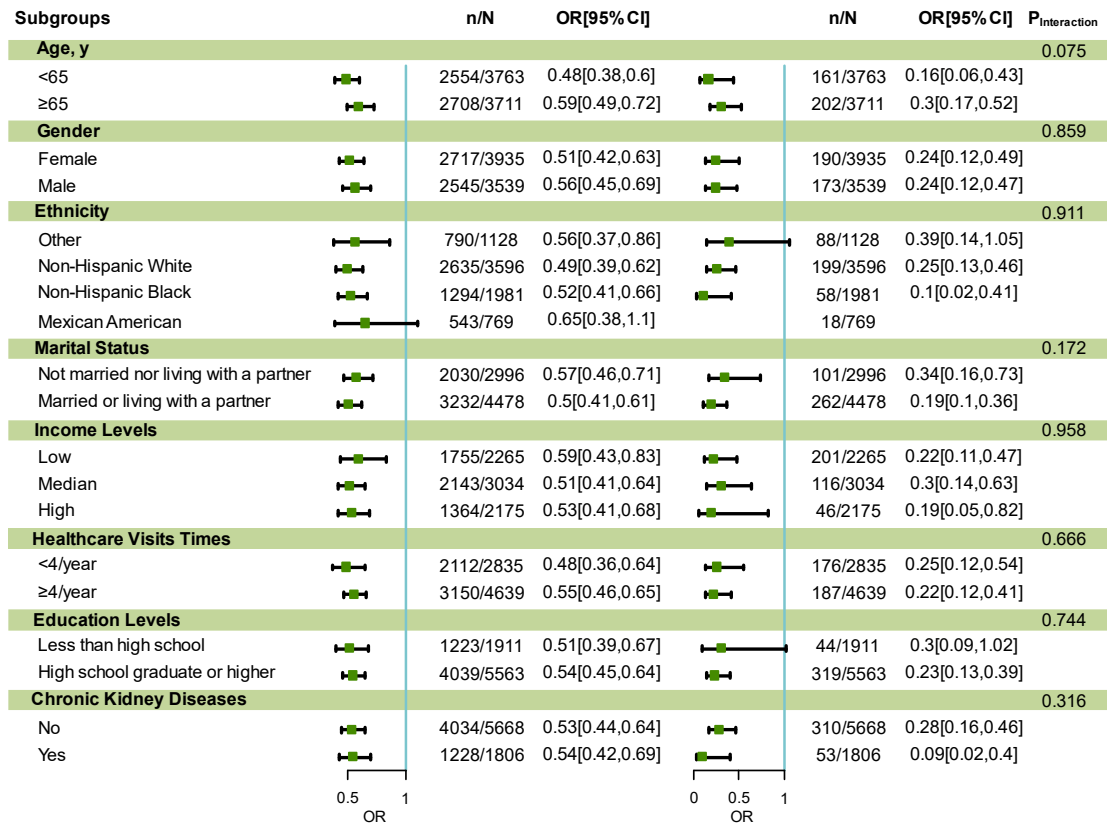 Subgroups n/N OR[95%CI] n/N OR[95%CI] PInteraction
Age, y 0.075
<65 2554/3763 0.48[0.38,0.6] 161/3763 0.16[0.06,0.43]
≥65 2708/3711 0.59[0.49,0.72] 202/3711 0.3[0.17,0.52]
Gender 0.859
Female 2717/3935 0.51[0.42,0.63] 190/3935 0.24[0.12,0.49]
Male 2545/3539 0.56[0.45,0.69] 173/3539 0.24[0.12,0.47]
Ethnicity 0.911
Other 790/1128 0.56[0.37,0.86] 88/1128 0.39[0.14,1.05]
Non-Hispanic White 2635/3596 0.49[0.39,0.62] 199/3596 0.25[0.13,0.46]
Non-Hispanic Black 1294/1981 0.52[0.41,0.66] 58/1981 0.1[0.02,0.41]
Mexican American 543/769 0.65[0.38,1.1] 18/769
Marital Status 0.172
Not married nor living with a partner 2030/2996 0.57[0.46,0.71] 101/2996 0.34[0.16,0.73]
Married or living with a partner 3232/4478 0.5[0.41,0.61] 262/4478 0.19[0.1,0.36]
Income Levels 0.958
Low 1755/2265 0.59[0.43,0.83] 201/2265 0.22[0.11,0.47]
Median 2143/3034 0.51[0.41,0.64] 116/3034 0.3[0.14,0.63]
High 1364/2175 0.53[0.41,0.68] 46/2175 0.19[0.05,0.82]
Healthcare Visits Times 0.666
<4/year 2112/2835 0.48[0.36,0.64] 176/2835 0.25[0.12,0.54]
≥4/year 3150/4639 0.55[0.46,0.65] 187/4639 0.22[0.12,0.41]
Education Levels 0.744
Less than high school 1223/1911 0.51[0.39,0.67] 44/1911 0.3[0.09,1.02]
High school graduate or higher 4039/5563 0.54[0.45,0.64] 319/5563 0.23[0.13,0.39]
Chronic Kidney Diseases 0.316
No 4034/5668 0.53[0.44,0.64] 310/5668 0.28[0.16,0.46]
Yes 1228/1806 0.54[0.42,0.69] 53/1806 0.09[0.02,0.4]
0.5 1 0 0.5 1
OR OR